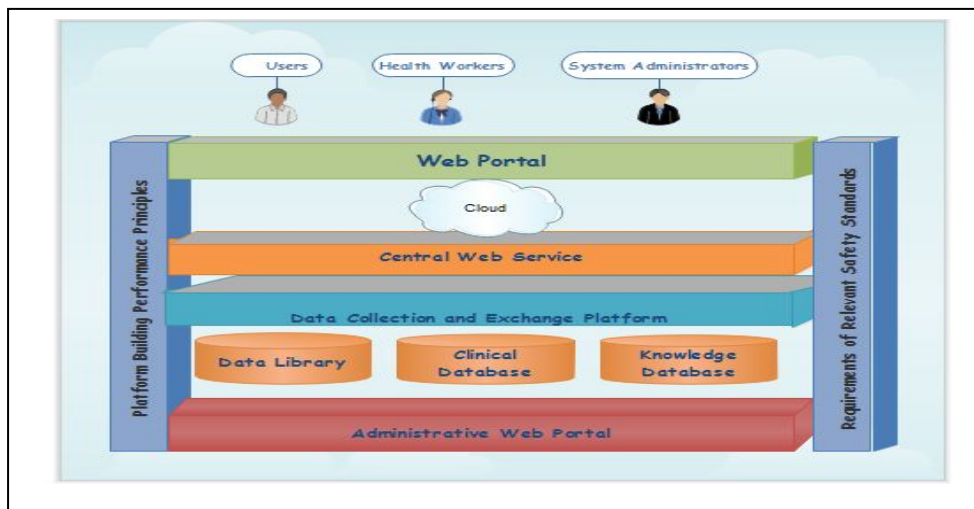 Users
Health Workers
System Administrators
Web Portal
Cloud
Central Web Service
Data Collection and Exchange Platform
Data Library
Clinical
Database
Knowledge
Database
Administrative Web Portal
Platform Building Performance Principles
Requirements of Relevant Safety Standards